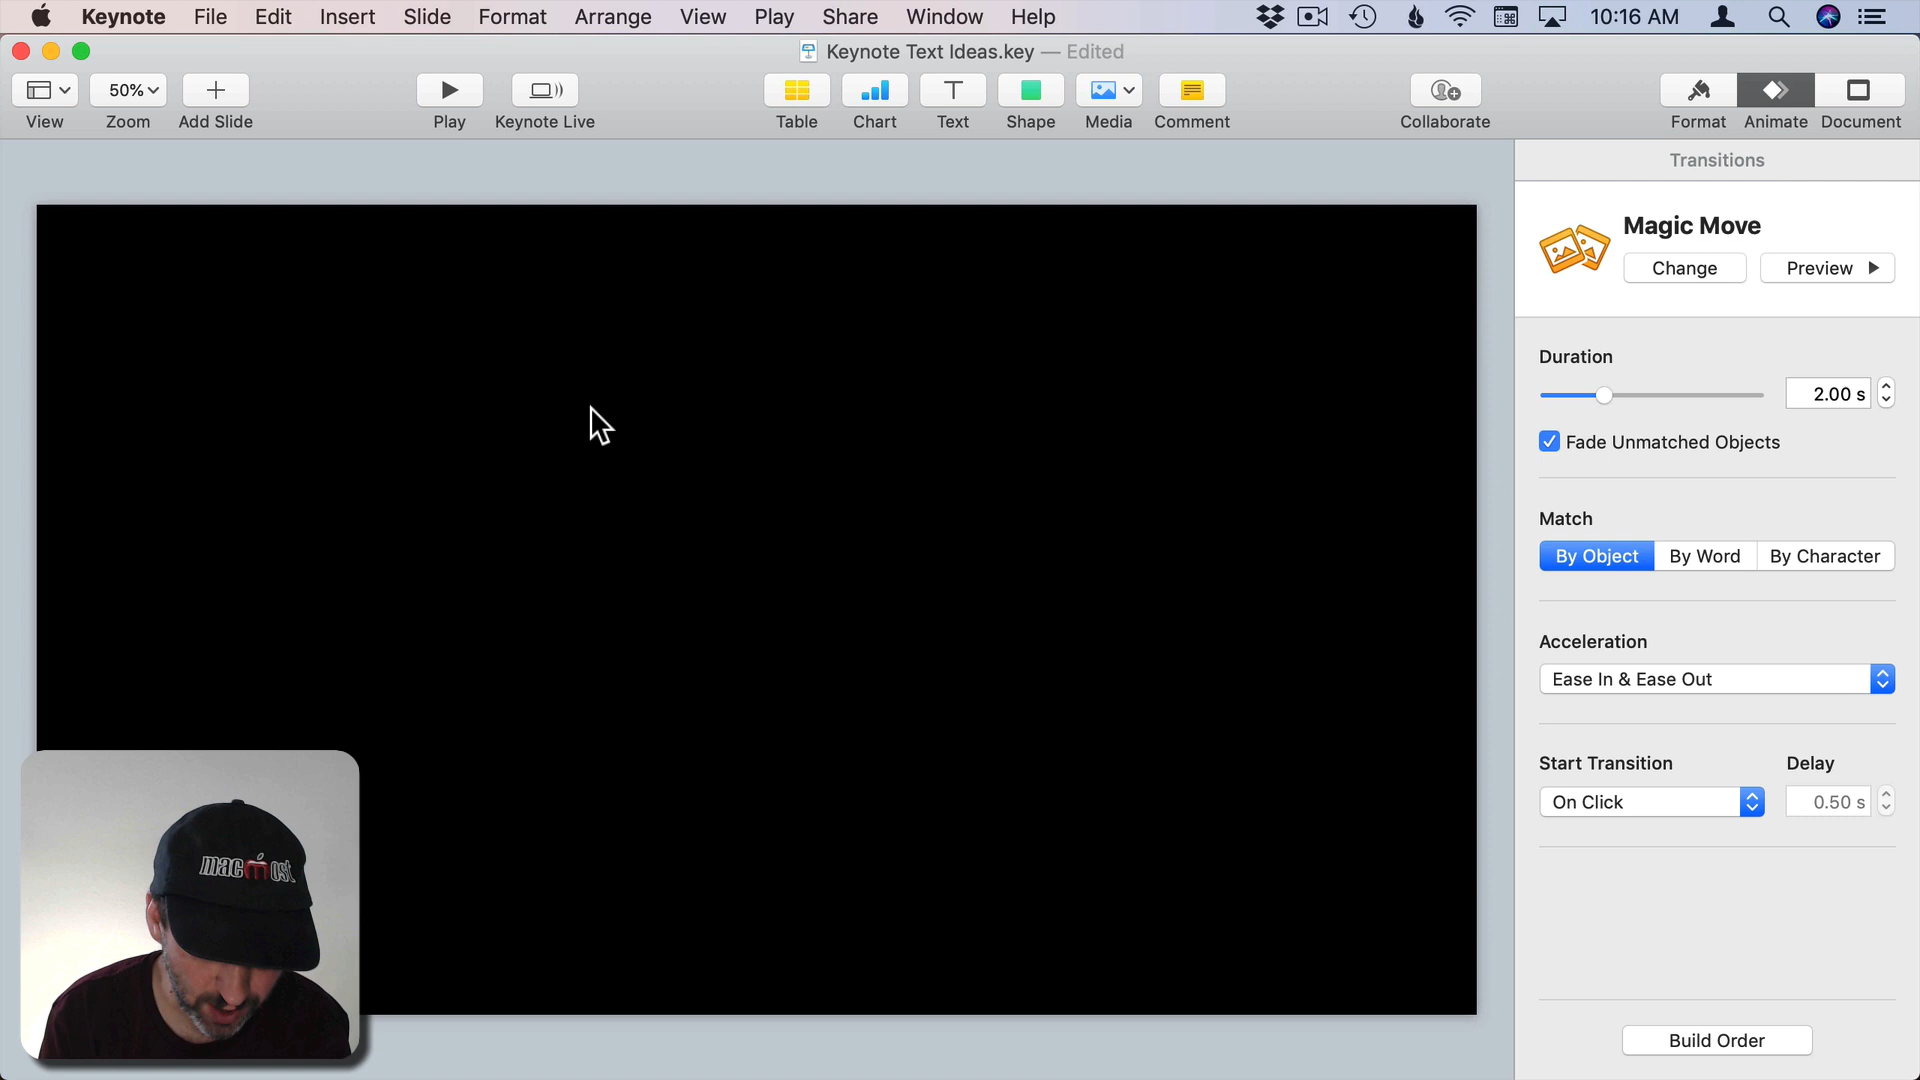 Keynote File Edit Insert Slide Format Arrange View Play Share Window Help 10:16 AM
Keynote Text Ideas.key — Edited
50%
View Zoom Add Slide Play Keynote Live Table Chart Text Shape Media Comment Collaborate Format Animate Document
Transitions
Magic Move
Change Preview
Duration
2.00 s
Fade Unmatched Objects
Match
By Object By Word By Character
Acceleration
Ease In & Ease Out
Start Transition Delay
On Click 0.50 s
macmost
Build Order